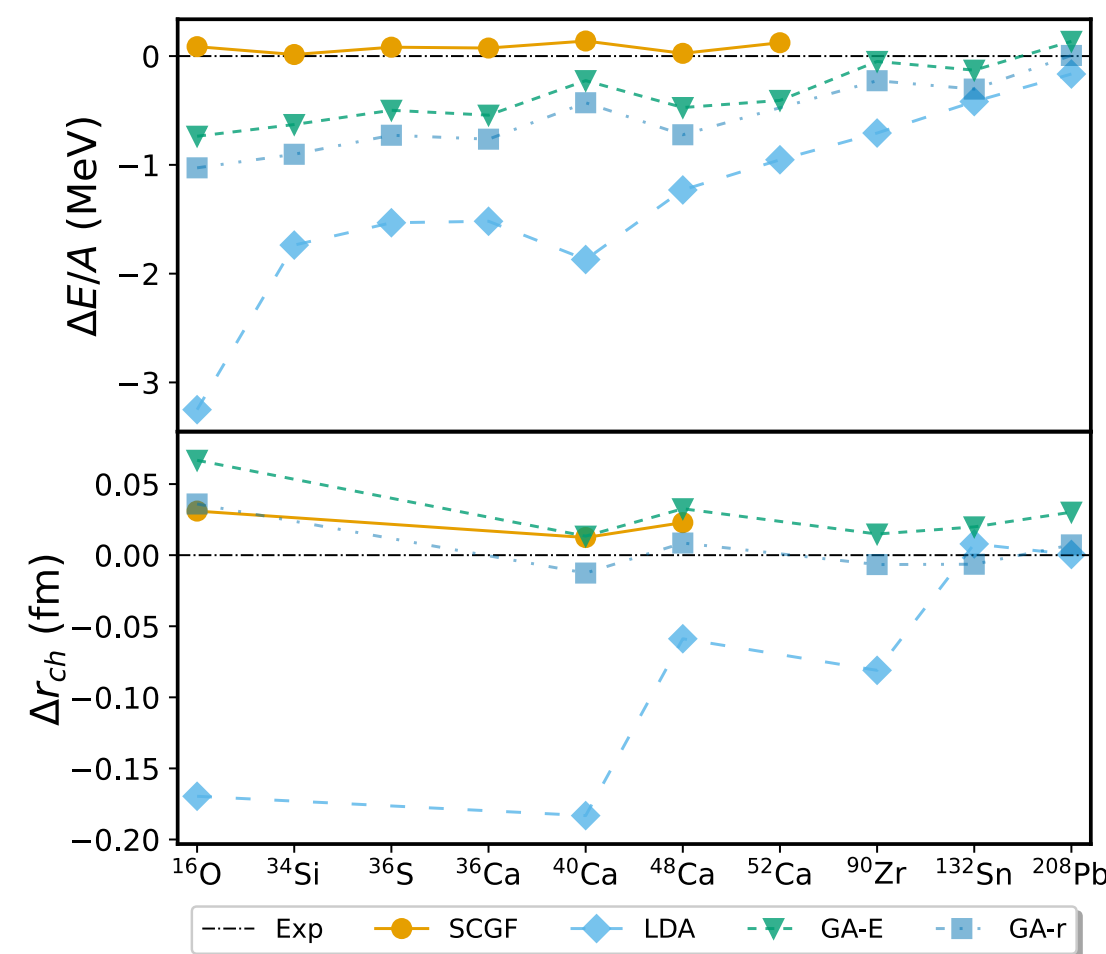 ΔE/A (MeV)
0
−1
−2
−3
Δr_ch (fm)
0.05
0.00
−0.05
−0.10
−0.15
−0.20
¹⁶O ³⁴Si ³⁶S ³⁶Ca ⁴⁰Ca ⁴⁸Ca ⁵²Ca ⁹⁰Zr ¹³²Sn ²⁰⁸Pb
Exp SCGF LDA GA-E GA-r